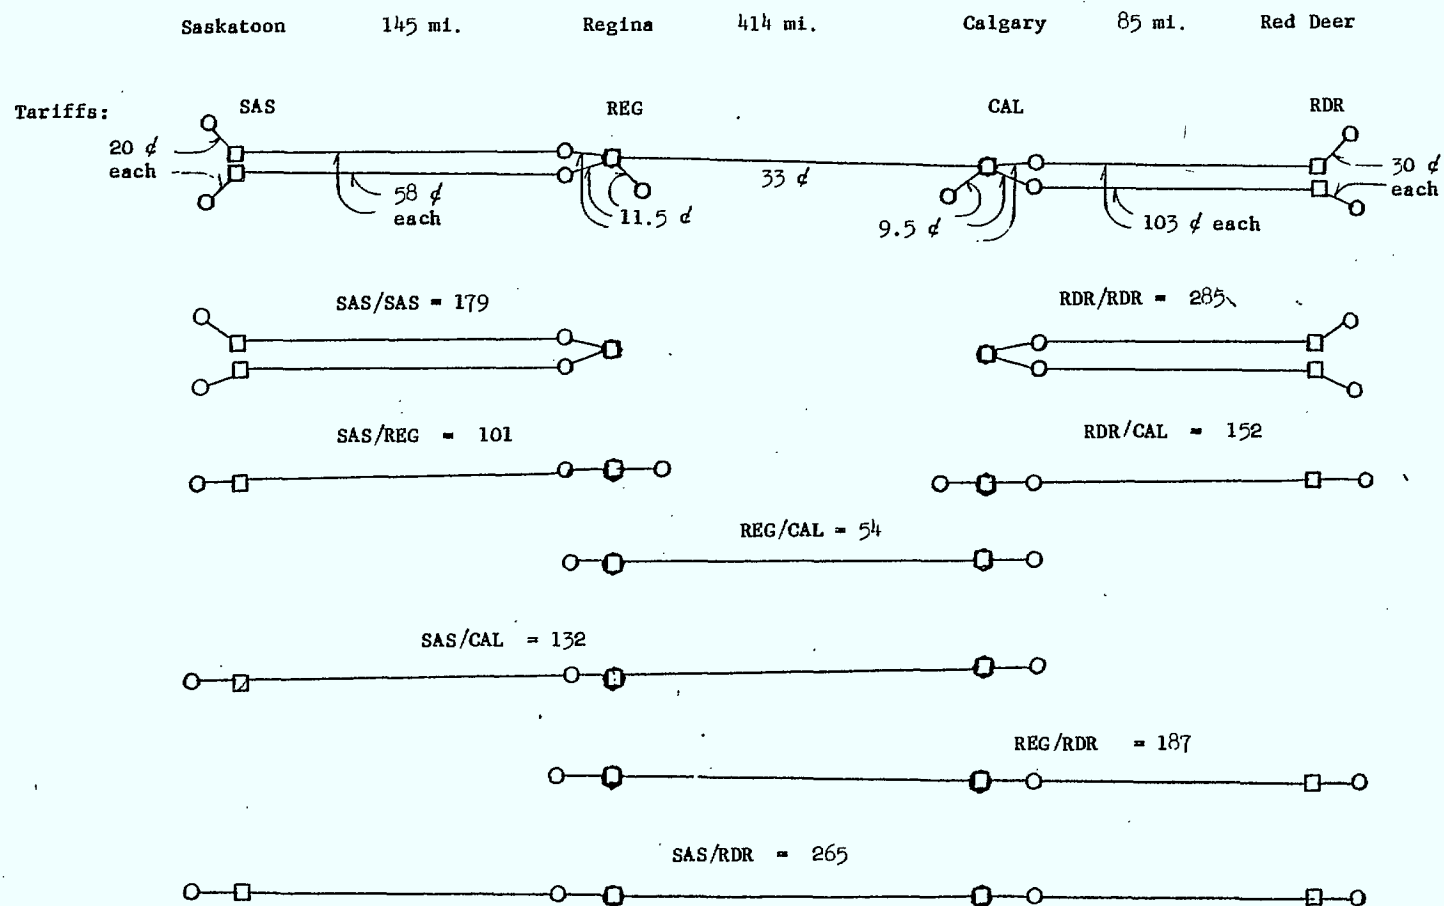 Saskatoon 145 mi. Regina 414 mi. Calgary 85 mi. Red Deer
Tariffs: SAS REG CAL RDR
20 ¢ each
58 ¢ each
11.5 ¢
33 ¢
9.5 ¢
103 ¢ each
30 ¢ each
SAS/SAS = 179 RDR/RDR = 285
SAS/REG = 101 RDR/CAL = 152
REG/CAL = 54
SAS/CAL = 132
REG/RDR = 187
SAS/RDR = 265